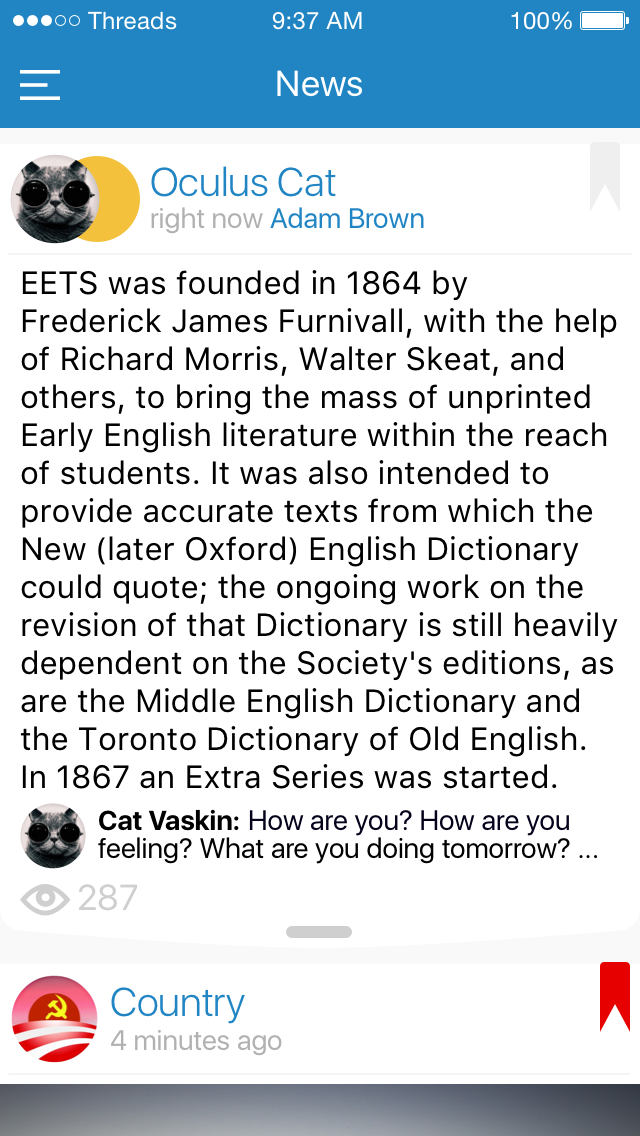 Threads 9:37 AM 100%
News
Oculus Cat
right now Adam Brown
EETS was founded in 1864 by
Frederick James Furnivall, with the help
of Richard Morris, Walter Skeat, and
others, to bring the mass of unprinted
Early English literature within the reach
of students. It was also intended to
provide accurate texts from which the
New (later Oxford) English Dictionary
could quote; the ongoing work on the
revision of that Dictionary is still heavily
dependent on the Society's editions, as
are the Middle English Dictionary and
the Toronto Dictionary of Old English.
In 1867 an Extra Series was started.
Cat Vaskin: How are you? How are you
feeling? What are you doing tomorrow? ...
287
Country
4 minutes ago